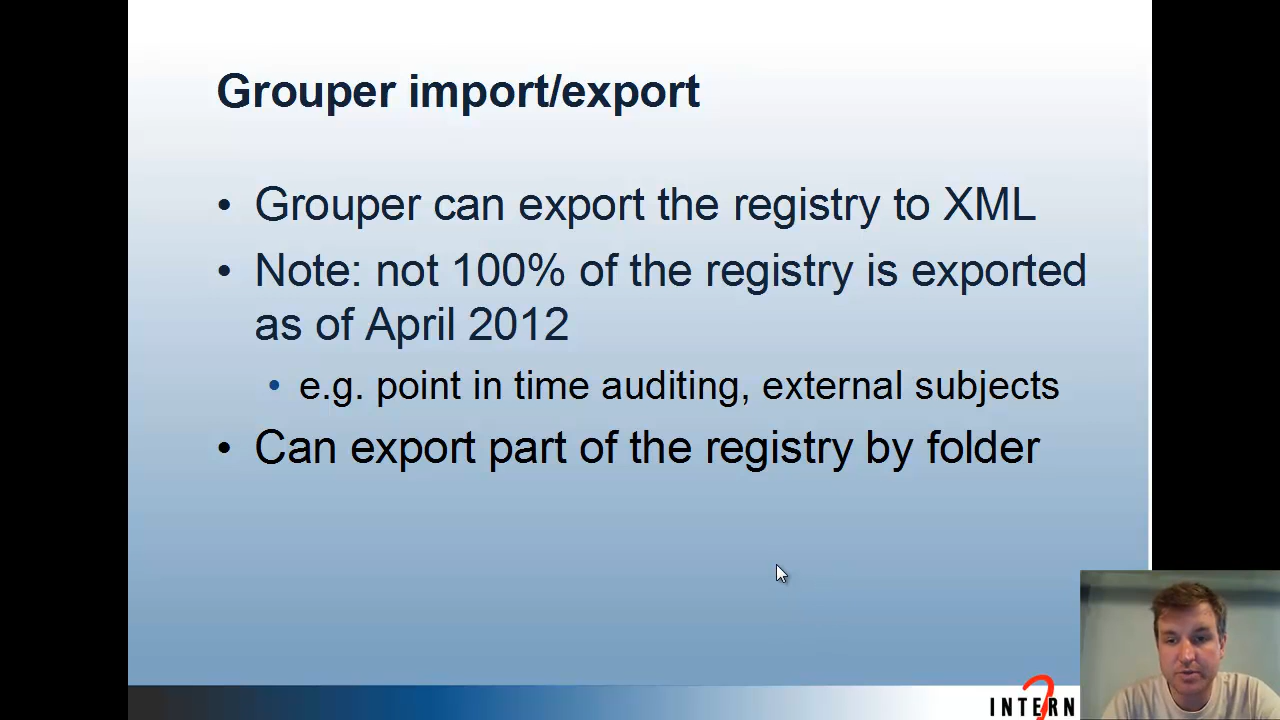 Grouper import/export
• Grouper can export the registry to XML
• Note: not 100% of the registry is exported
as of April 2012
• e.g. point in time auditing, external subjects
• Can export part of the registry by folder
INTERN